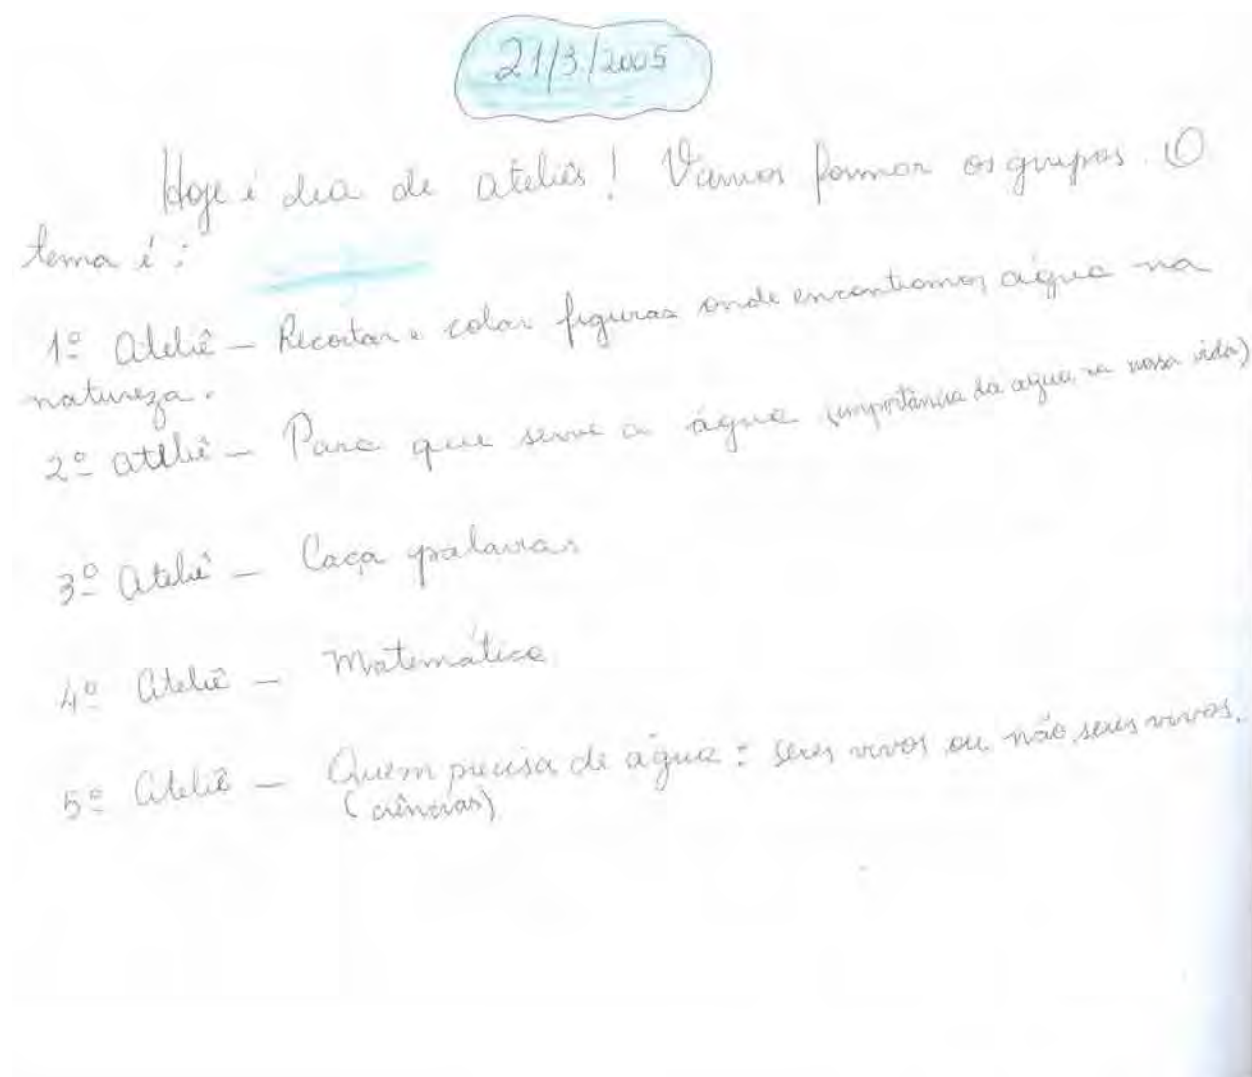 21/3/2005
Hoje é dia de ateliês! Vamos formar os grupos. O
tema é:
1º Ateliê – Recortar e colar figuras onde encontramos água na
natureza.
2º ateliê – Para que serve a água (importância da água na nossa vida)
3º Ateliê – Caça palavras
4º Ateliê – Matemática
5º Ateliê – Quem precisa de água: seres vivos ou não seres vivos.
(ciências)